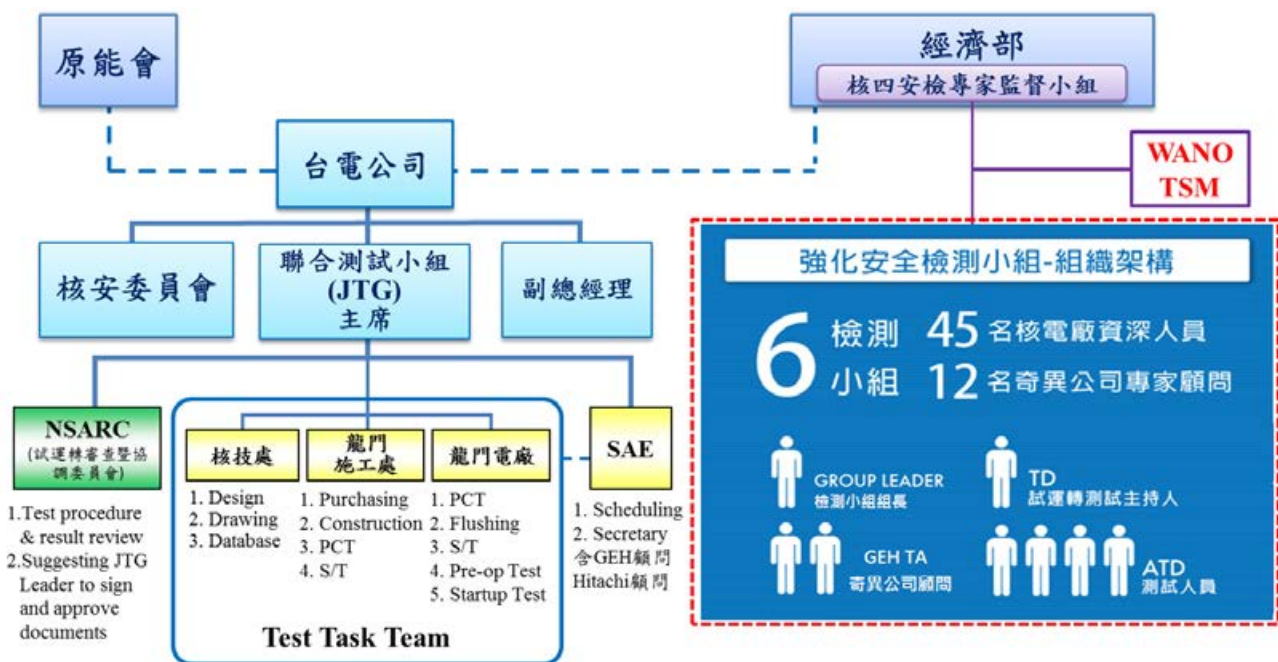 原能會
經濟部
核四安檢專家監督小組
台電公司
WANO
TSM
核安委員會
聯合測試小組
(JTG)
主席
副總經理
NSARC
(試運轉審查暨協
調委員會)
1.Test procedure
& result review
2.Suggesting JTG
Leader to sign
and approve
documents
核技處
1. Design
2. Drawing
3. Database
龍門
施工處
1. Purchasing
2. Construction
3. PCT
4. S/T
龍門電廠
1. PCT
2. Flushing
3. S/T
4. Pre-op Test
5. Startup Test
Test Task Team
SAE
1. Scheduling
2. Secretary
含GEH顧問
Hitachi顧問
強化安全檢測小組-組織架構
6 檢測
小組
45 名核電廠資深人員
12 名奇異公司專家顧問
GROUP LEADER
檢測小組組長
TD
試運轉測試主持人
GEH TA
奇異公司顧問
ATD
測試人員